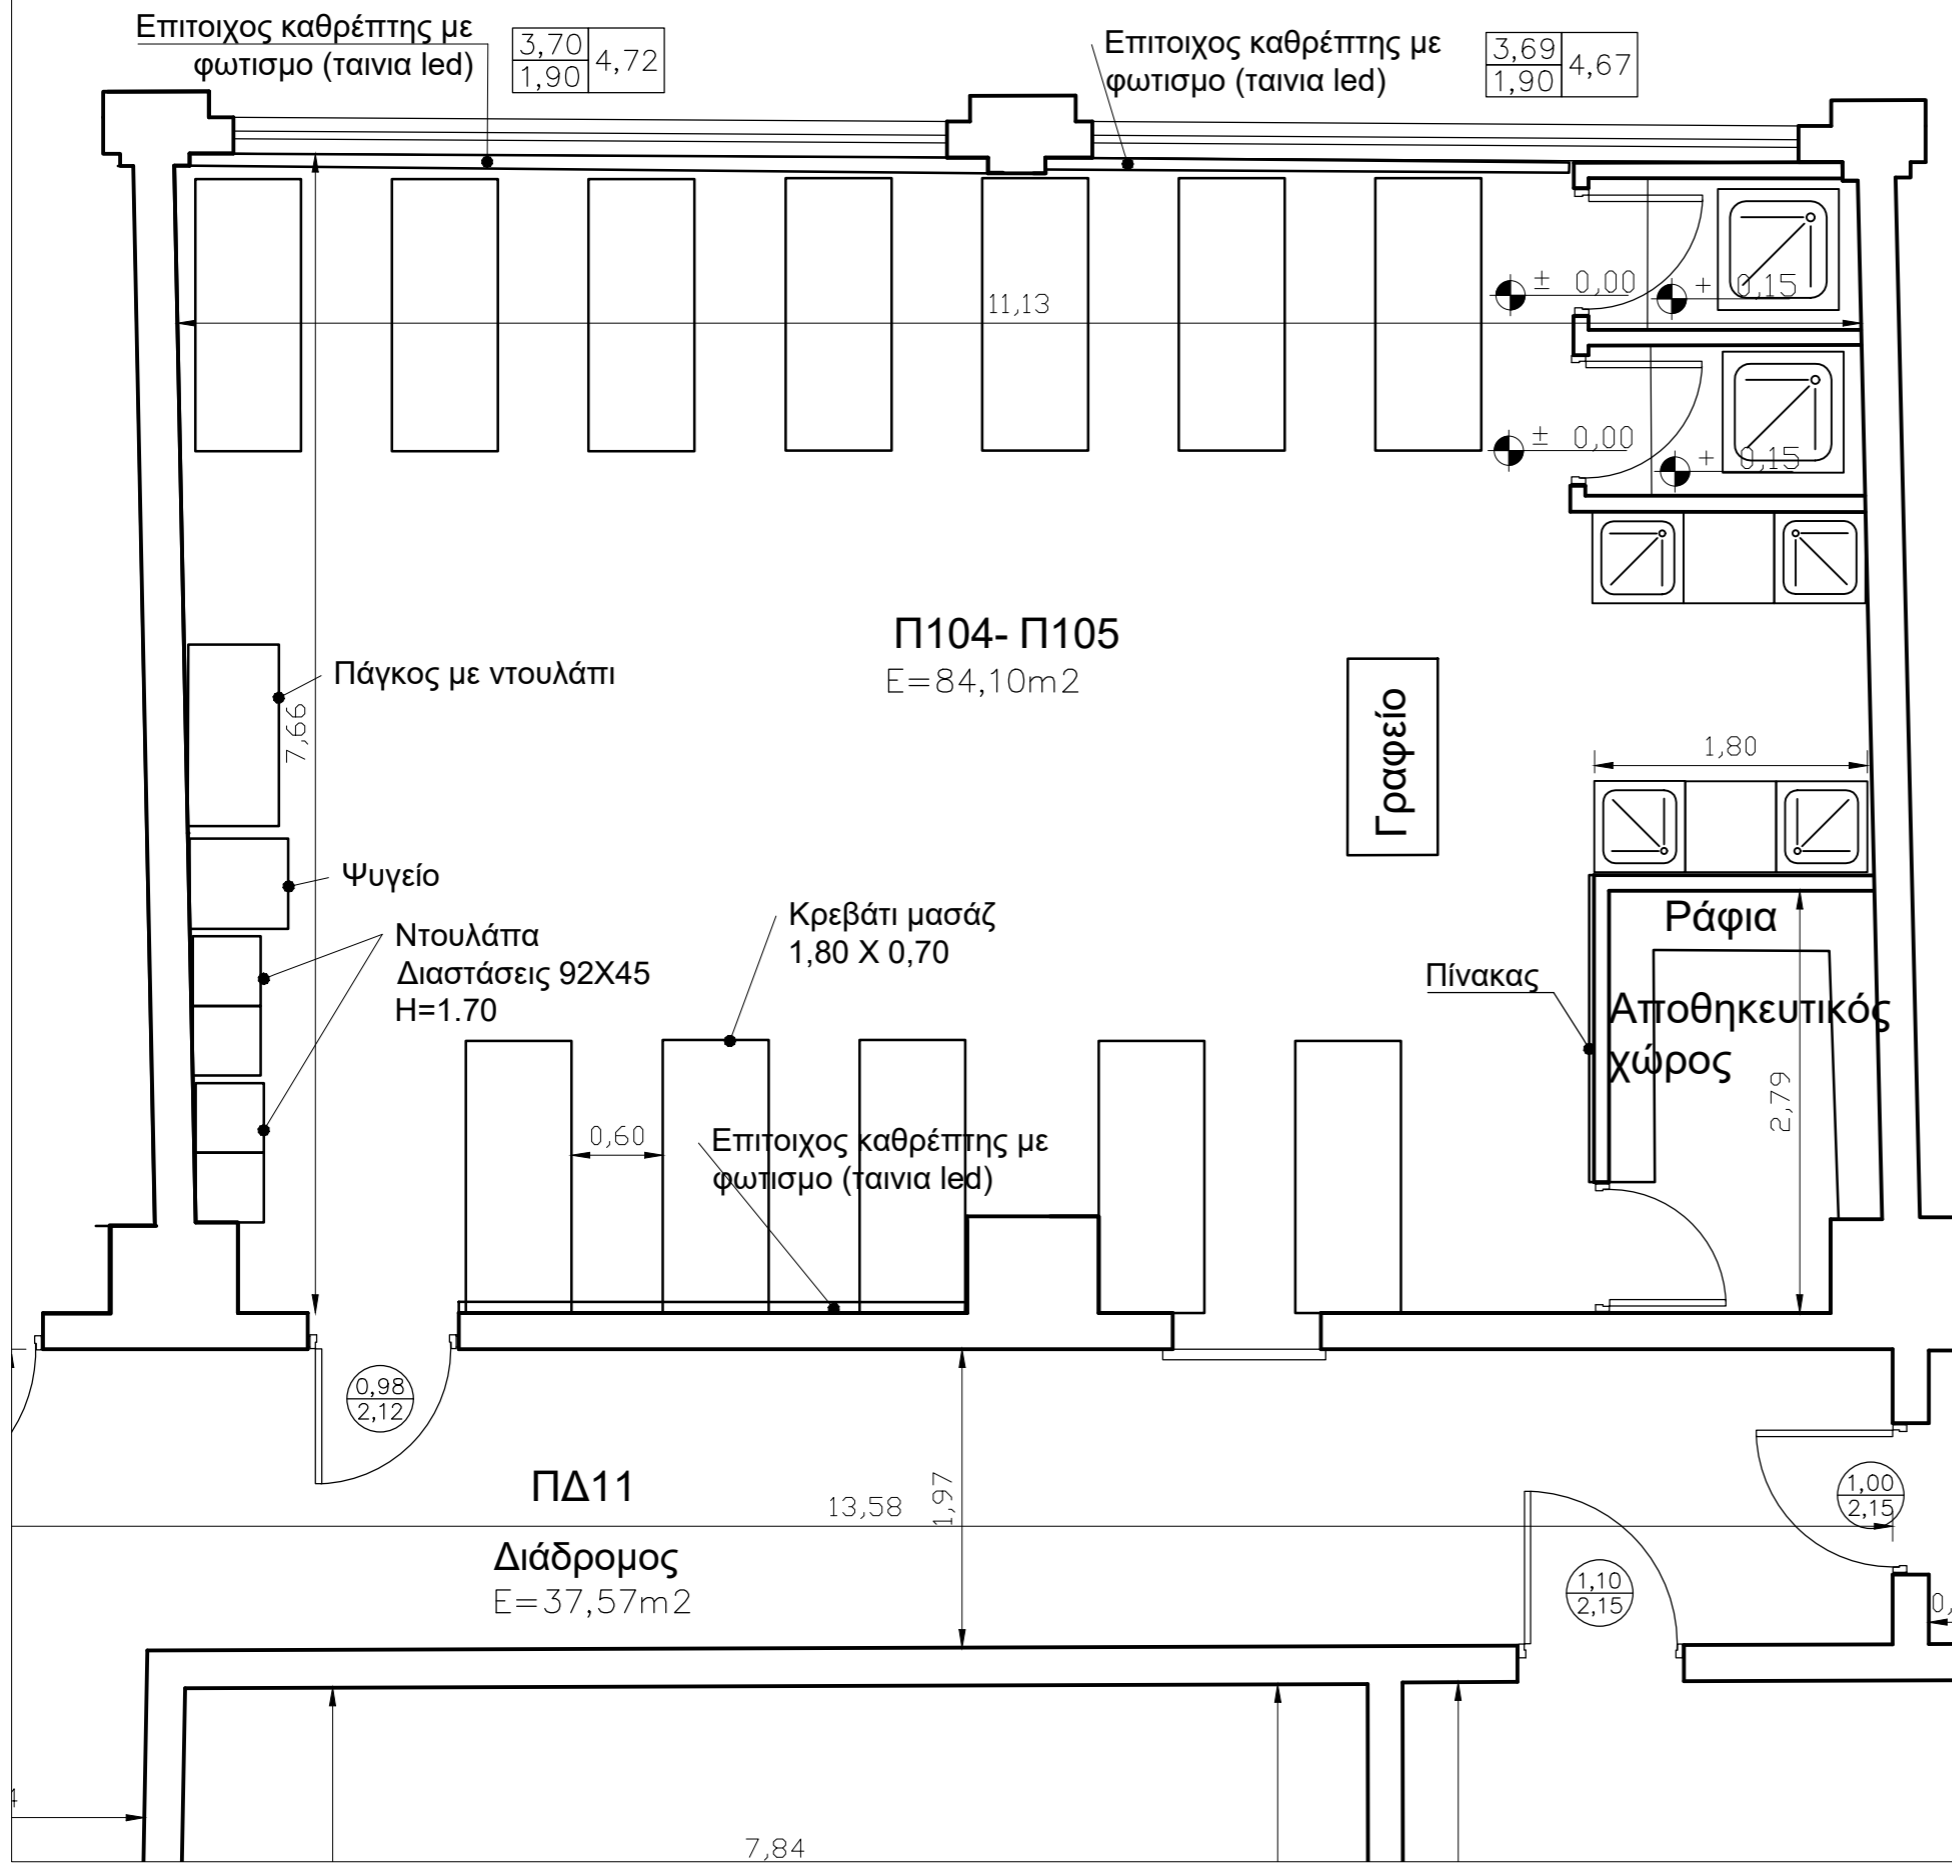 Επιτοιχος καθρέπτης με
φωτισμο (ταινια led)
3,70
1,90
4,72
Επιτοιχος καθρέπτης με
φωτισμο (ταινια led)
3,69
1,90
4,67
11,13
± 0,00
+ 0,15
± 0,00
+ 0,15
Π104- Π105
E=84,10m2
Πάγκος με ντουλάπι
7,66
Γραφείο
1,80
Ψυγείο
Ντουλάπα
Διαστάσεις 92X45
H=1.70
Κρεβάτι μασάζ
1,80 X 0,70
Ράφια
Πίνακας
Αποθηκευτικός
χώρος
2,79
0,60
Επιτοιχος καθρέπτης με
φωτισμο (ταινια led)
0,98
2,12
ΠΔ11
13,58
1,97
1,00
2,15
Διάδρομος
E=37,57m2
1,10
2,15
0,
4
7,84